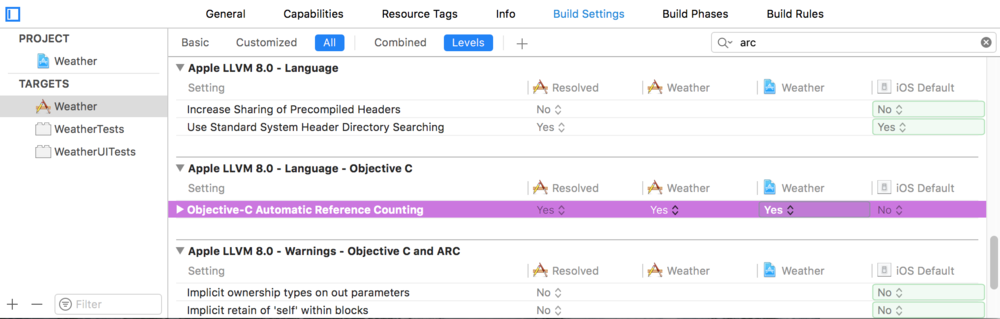 General Capabilities Resource Tags Info Build Settings Build Phases Build Rules
PROJECT
Weather
TARGETS
Weather
WeatherTests
WeatherUITests
Filter
Basic Customized All Combined Levels arc
Apple LLVM 8.0 - Language
Setting Resolved Weather Weather iOS Default
Increase Sharing of Precompiled Headers No No
Use Standard System Header Directory Searching Yes Yes
Apple LLVM 8.0 - Language - Objective C
Setting Resolved Weather Weather iOS Default
Objective-C Automatic Reference Counting Yes Yes Yes No
Apple LLVM 8.0 - Warnings - Objective C and ARC
Setting Resolved Weather Weather iOS Default
Implicit ownership types on out parameters No No
Implicit retain of 'self' within blocks No No